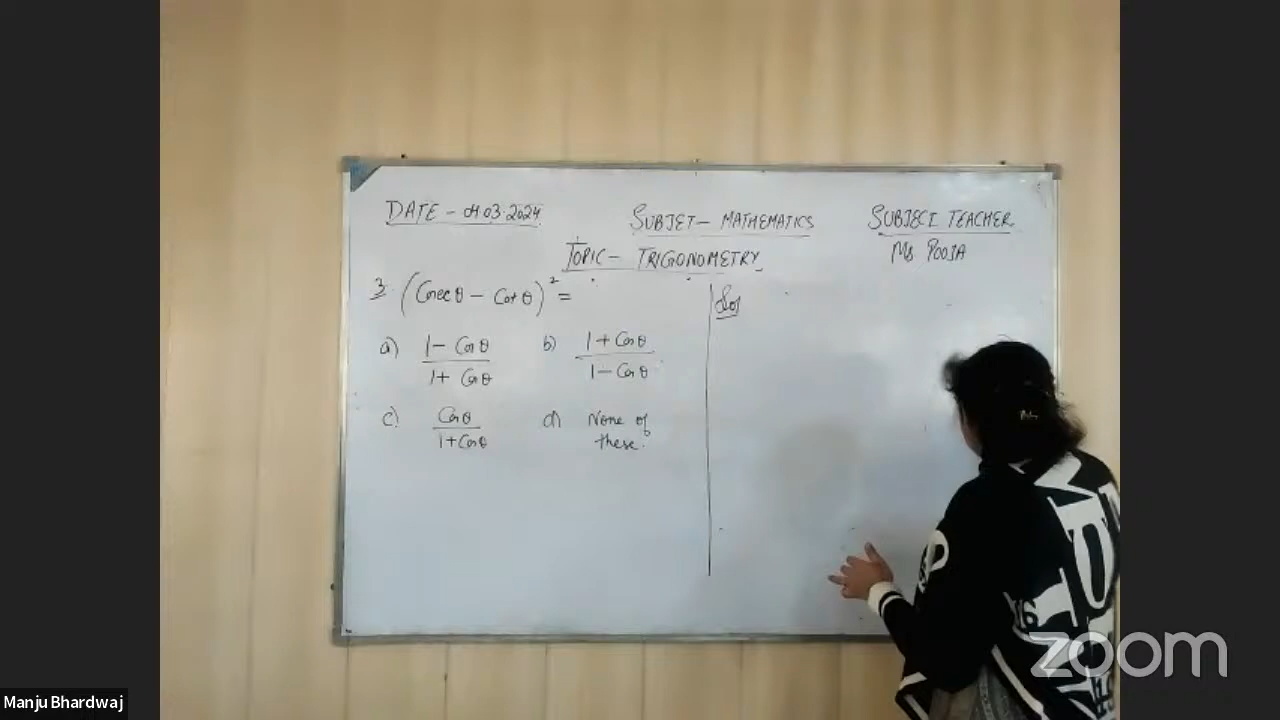 DATE - 04.03.2024
SUBJET - MATHEMATICS
SUBJECT TEACHER
Ms POOJA
TOPIC - TRIGONOMETRY
3. (Cosec θ - Cot θ)² =
Sol
a) 1 - Cos θ / 1 + Cos θ
b) 1 + Cos θ / 1 - Cos θ
c) Cos θ / 1 + Cos θ
d) None of these.
zoom
Manju Bhardwaj